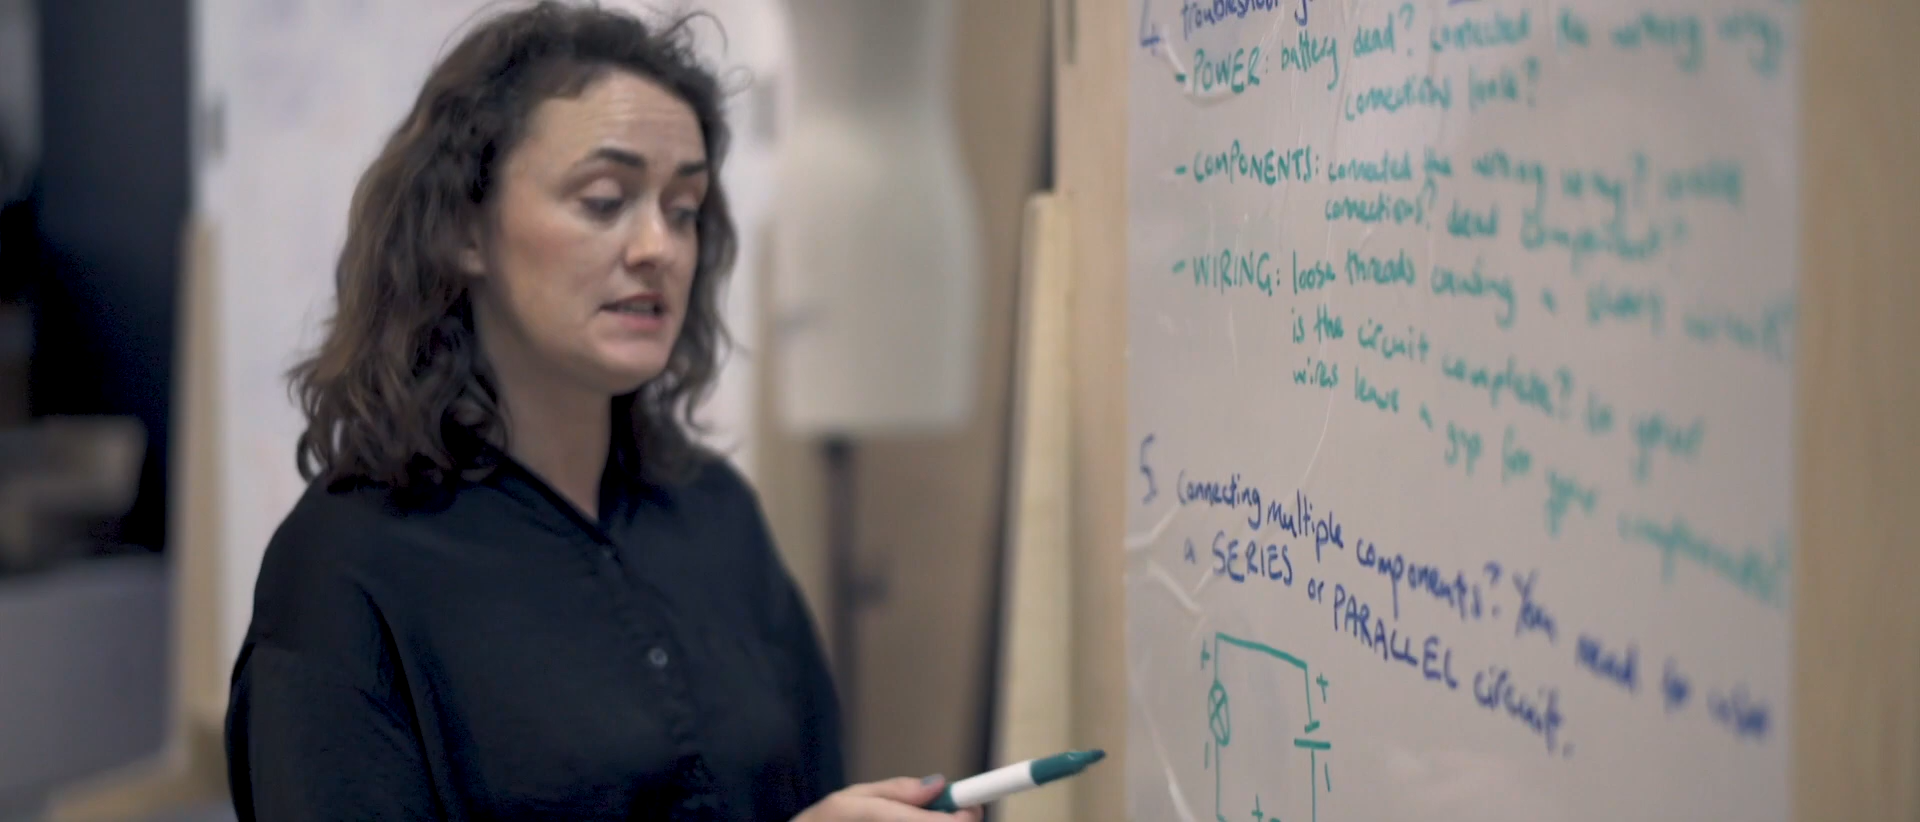 4. troubleshooting
- POWER: battery dead? connected the wrong way?
connections loose?
- COMPONENTS: connected the wrong way?
connections? dead component?
- WIRING: loose threads causing a short circuit?
is the circuit complete? Do your
wires leave a gap for your components?
5. Connecting multiple components? You need to use
a SERIES or PARALLEL circuit.
+ +
- -
+ -